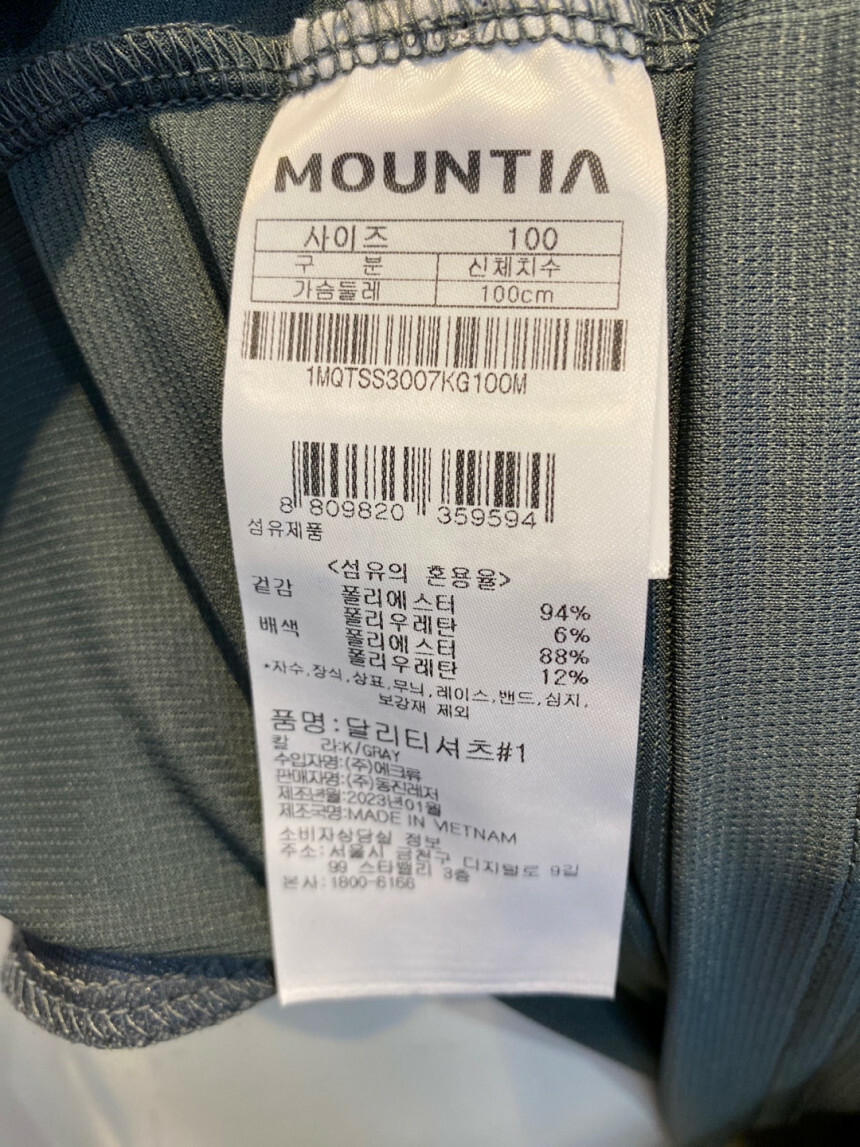 MOUNTIA
사이즈 100
구 분 신체치수
가슴둘레 100cm
1MQTSS3007KG100M
8 809820 359594
섬유제품
<섬유의 혼용율>
겉감 폴리에스터 94%
폴리우레탄 6%
배색 폴리에스터 88%
폴리우레탄 12%
*자수,장식,상표,무늬,레이스,밴드,심지,
보강재 제외
품명:달리티셔츠#1
칼 라:K/GRAY
수입자명:(주)에크류
판매자명:(주)동진레저
제조년월:2023년01월
제조국명:MADE IN VIETNAM
소비자상담실 정보
주소:서울시 금천구 디지털로 9길
99 스타밸리 3층
본사:1800-6166